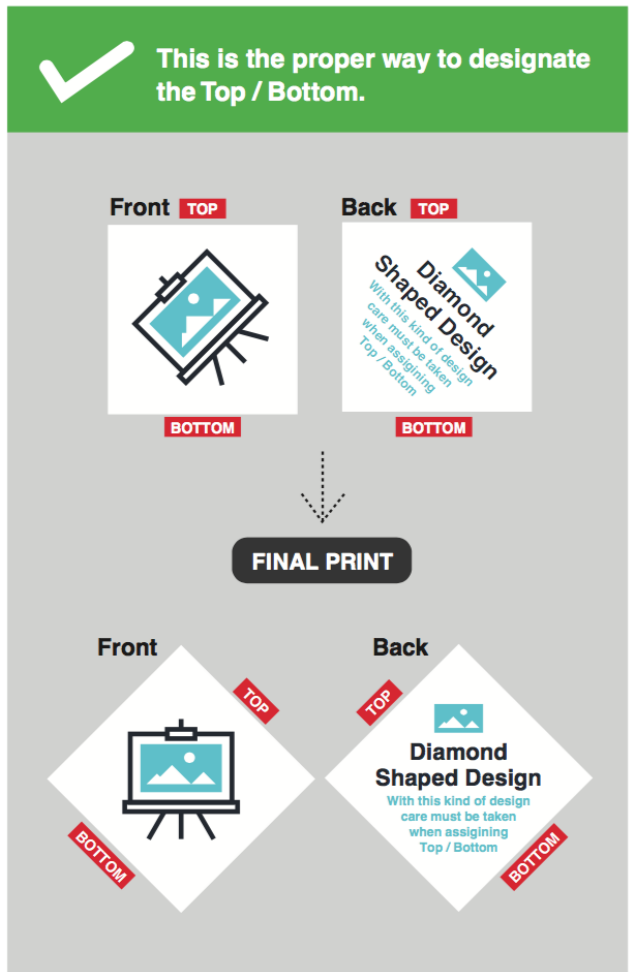 This is the proper way to designate
the Top / Bottom.
Front TOP
Back TOP
Diamond
Shaped Design
With this kind of design
care must be taken
when assigining
Top / Bottom
BOTTOM
BOTTOM
FINAL PRINT
Front
Back
TOP
TOP
Diamond
Shaped Design
With this kind of design
care must be taken
when assigining
Top / Bottom
BOTTOM
BOTTOM